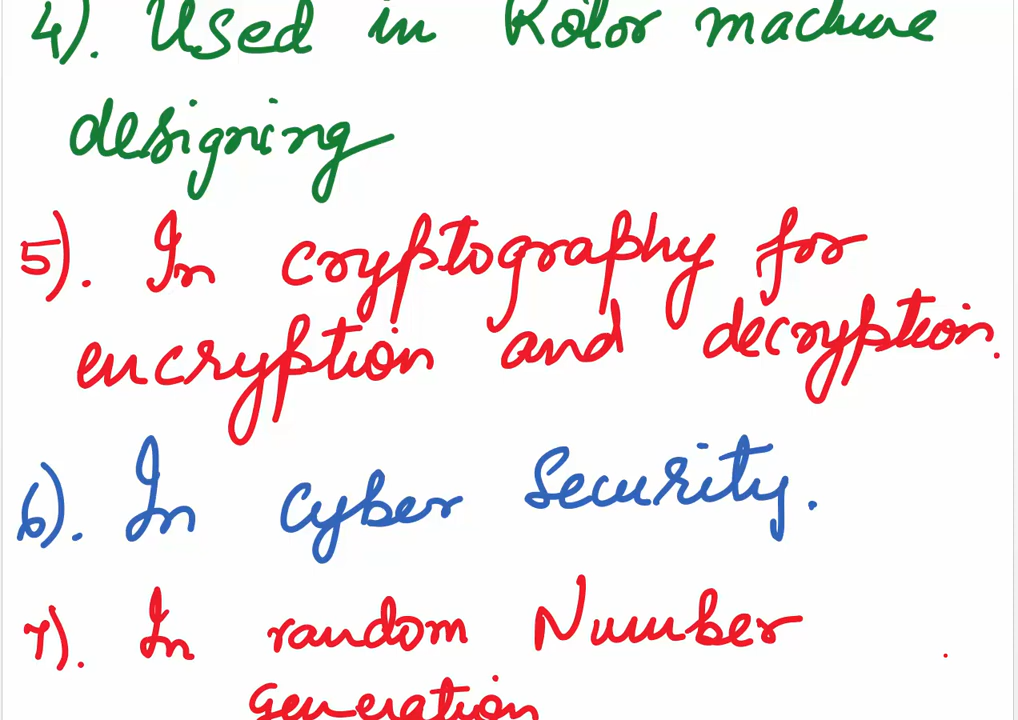 4). Used in Rotor machine
designing
5). In cryptography for
encryption and decryption.
6). In cyber Security.
7). In random Number
generation